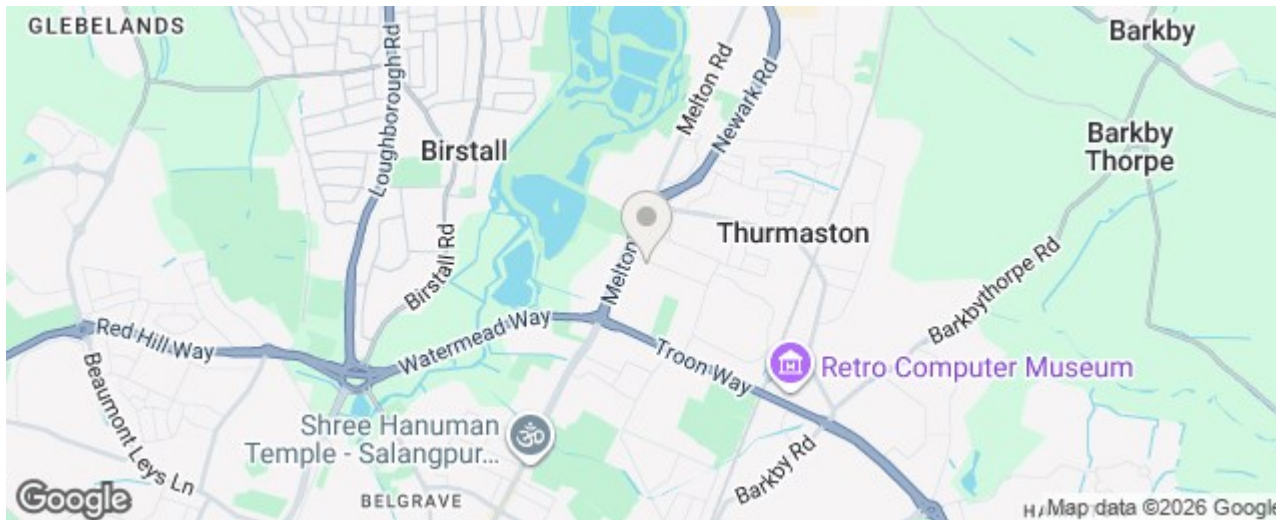 GLEBELANDS
Barkby
Loughborough Rd
Melton Rd
Newark Rd
Birstall
Barkby
Thorpe
Thurmaston
Birstall Rd
Melton
Barkbythorpe Rd
Red Hill Way
Watermead Way
Troon Way
Beaumont Leys Ln
Retro Computer Museum
Shree Hanuman
Temple - Salangpur...
Barkby Rd
BELGRAVE
Google
Map data ©2026 Google